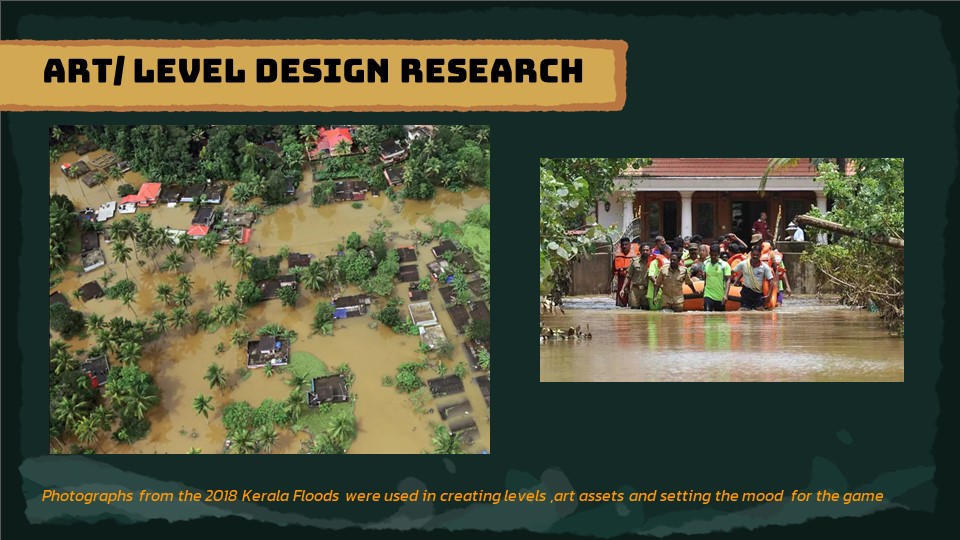 ART/ LEVEL DESIGN RESEARCH
Photographs from the 2018 Kerala Floods were used in creating levels ,art assets and setting the mood for the game